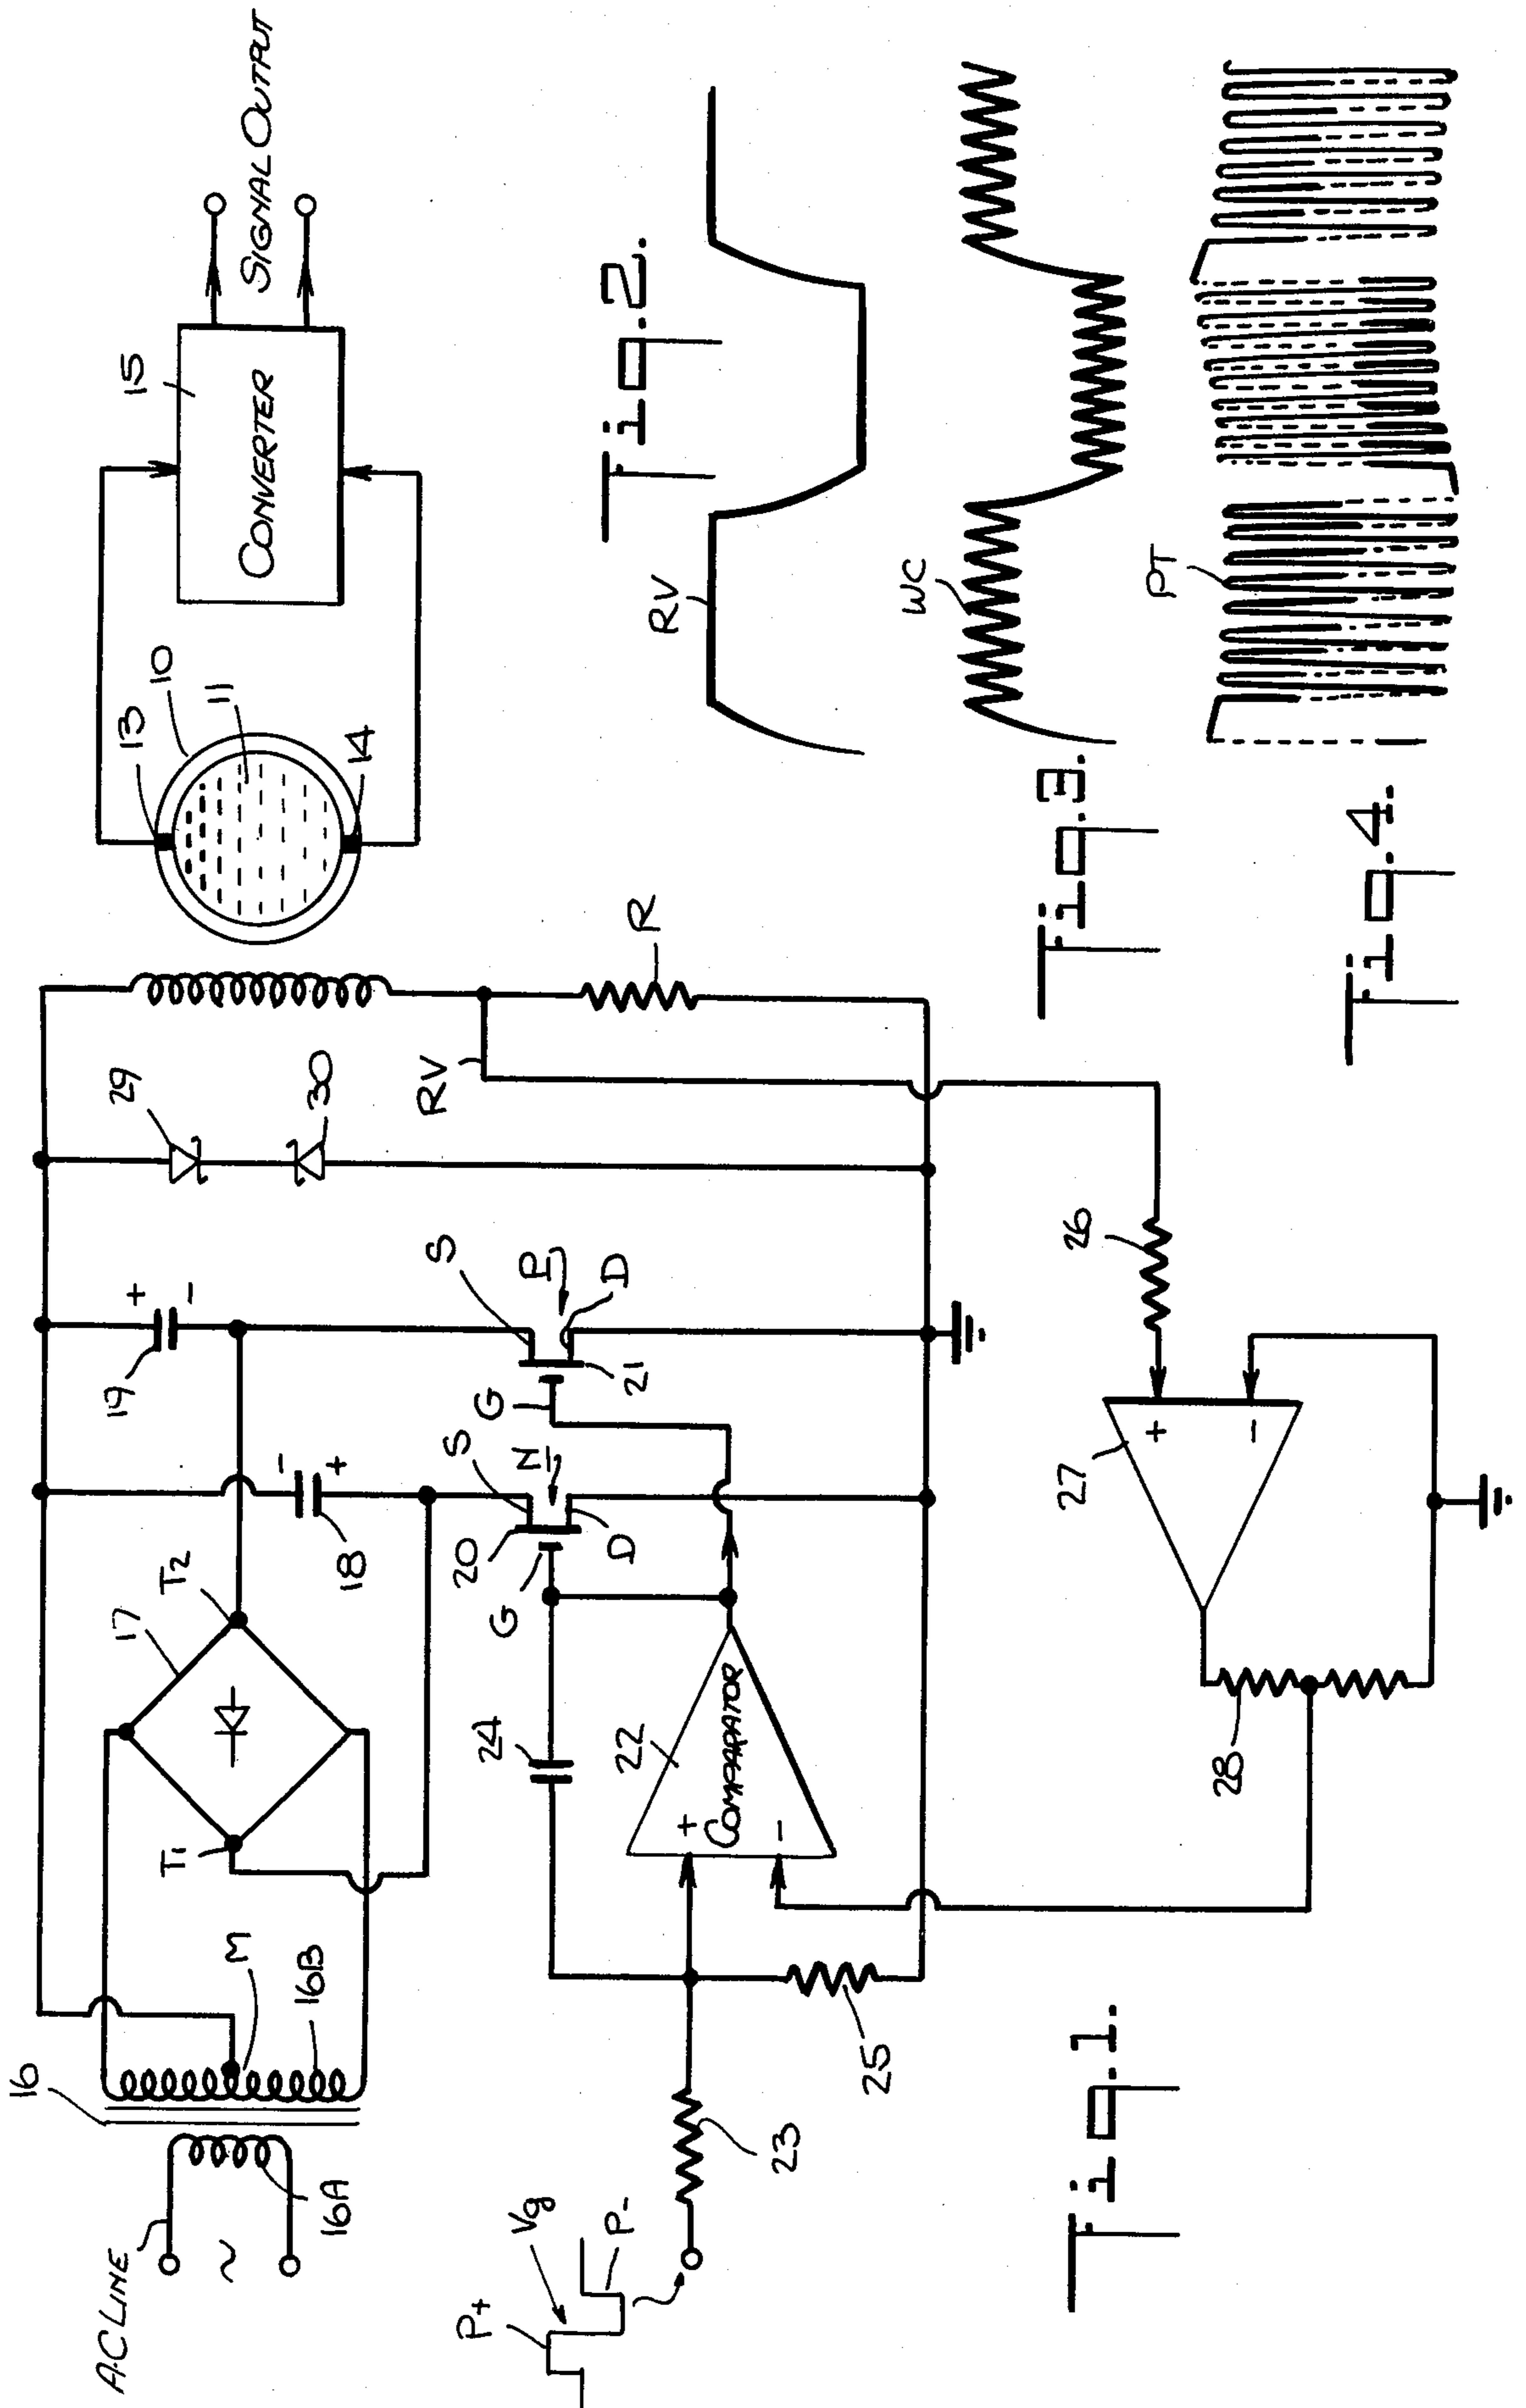 A-C LINE
~
16
16A
16B
M
T1
T2
17
18
- +
19
+ -
29
30
13
10
11
14
15
CONVERTER
SIGNAL OUTPUT
20
G
S
N
D
21
G
S
P
D
RV
R
P+
Vg
P-
23
24
25
22
COMPARATOR
+
-
26
27
+
-
28
Fig. 1.
Fig. 2.
RV
Fig. 3.
WC
Fig. 4.
PT